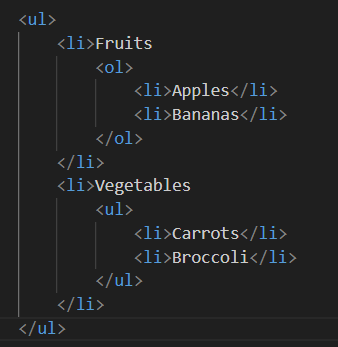 <ul>
    <li>Fruits
        <ol>
            <li>Apples</li>
            <li>Bananas</li>
        </ol>
    </li>
    <li>Vegetables
        <ul>
            <li>Carrots</li>
            <li>Broccoli</li>
        </ul>
    </li>
</ul>